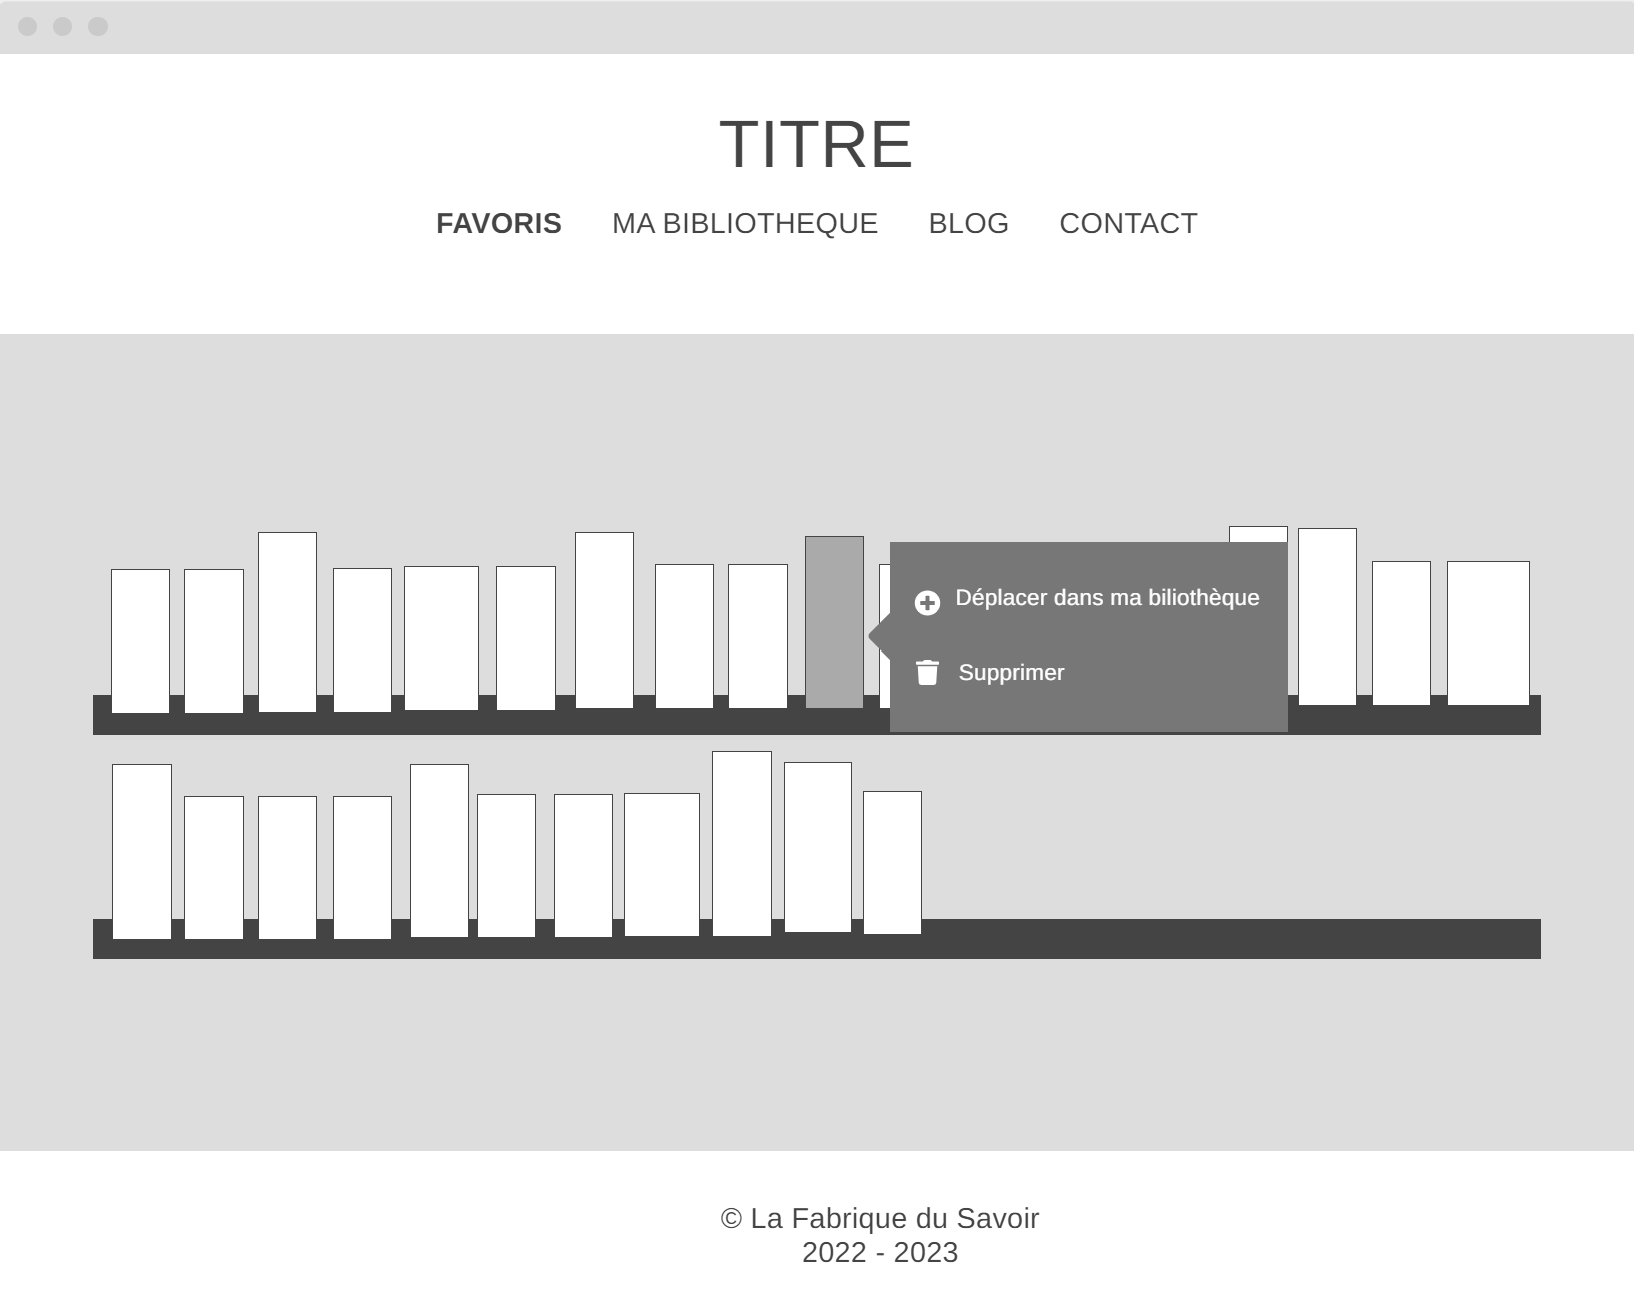 TITRE
FAVORIS MA BIBLIOTHEQUE BLOG CONTACT
Déplacer dans ma biliothèque
Supprimer
© La Fabrique du Savoir
2022 - 2023